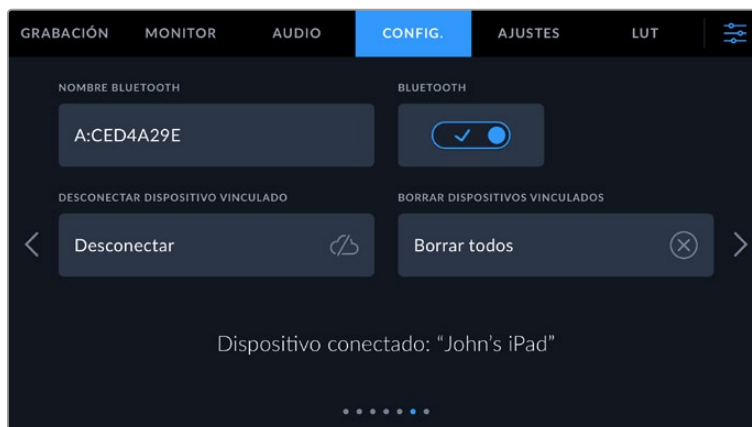 GRABACIÓN MONITOR AUDIO CONFIG. AJUSTES LUT
NOMBRE BLUETOOTH BLUETOOTH
A:CED4A29E
DESCONECTAR DISPOSITIVO VINCULADO BORRAR DISPOSITIVOS VINCULADOS
Desconectar Borrar todos
Dispositivo conectado: “John’s iPad”